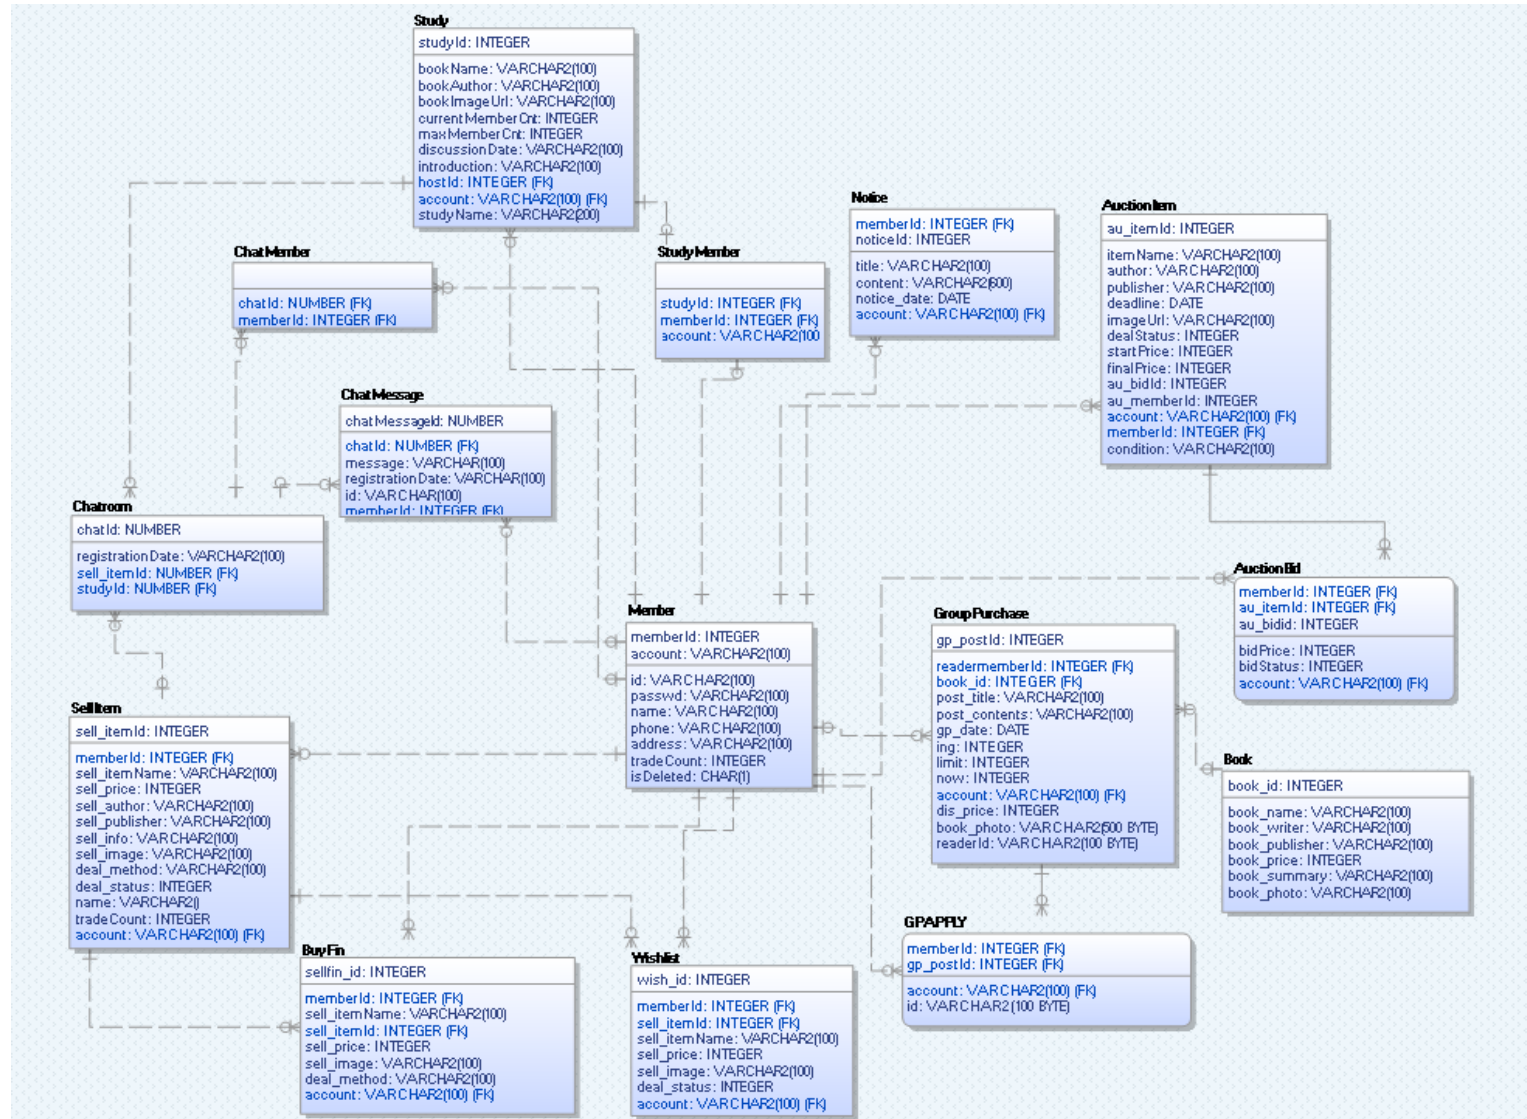 Study
studyId: INTEGER
bookName: VARCHAR2(100)
bookAuthor: VARCHAR2(100)
bookImageUrl: VARCHAR2(100)
currentMemberCnt: INTEGER
maxMemberCnt: INTEGER
discussionDate: VARCHAR2(100)
introduction: VARCHAR2(100)
hostId: INTEGER (FK)
account: VARCHAR2(100) (FK)
studyName: VARCHAR2(200)
ChatMember
chatId: NUMBER (FK)
memberId: INTEGER (FK)
StudyMember
studyId: INTEGER (FK)
memberId: INTEGER (FK)
account: VARCHAR2(100
Notice
memberId: INTEGER (FK)
noticeId: INTEGER
title: VARCHAR2(100)
content: VARCHAR2(600)
notice_date: DATE
account: VARCHAR2(100) (FK)
AuctionItem
au_itemId: INTEGER
itemName: VARCHAR2(100)
author: VARCHAR2(100)
publisher: VARCHAR2(100)
deadline: DATE
imageUrl: VARCHAR2(100)
dealStatus: INTEGER
startPrice: INTEGER
finalPrice: INTEGER
au_bidId: INTEGER
au_memberId: INTEGER
account: VARCHAR2(100) (FK)
memberId: INTEGER (FK)
condition: VARCHAR2(100)
ChatMessage
chatMessageId: NUMBER
chatId: NUMBER (FK)
message: VARCHAR(100)
registrationDate: VARCHAR(100)
id: VARCHAR(100)
memberId: INTEGER (FK)
Chatroom
chatId: NUMBER
registrationDate: VARCHAR2(100)
sell_itemId: NUMBER (FK)
studyId: NUMBER (FK)
Member
memberId: INTEGER
account: VARCHAR2(100)
id: VARCHAR2(100)
passwd: VARCHAR2(100)
name: VARCHAR2(100)
phone: VARCHAR2(100)
address: VARCHAR2(100)
tradeCount: INTEGER
isDeleted: CHAR(1)
GroupPurchase
gp_postId: INTEGER
readermemberId: INTEGER (FK)
book_id: INTEGER (FK)
post_title: VARCHAR2(100)
post_contents: VARCHAR2(100)
gp_date: DATE
ing: INTEGER
limit: INTEGER
now: INTEGER
account: VARCHAR2(100) (FK)
dis_price: INTEGER
book_photo: VARCHAR2(500 BYTE)
readerId: VARCHAR2(100 BYTE)
AuctionBid
memberId: INTEGER (FK)
au_itemId: INTEGER (FK)
au_bidid: INTEGER
bidPrice: INTEGER
bidStatus: INTEGER
account: VARCHAR2(100) (FK)
SellItem
sell_itemId: INTEGER
memberId: INTEGER (FK)
sell_itemName: VARCHAR2(100)
sell_price: INTEGER
sell_author: VARCHAR2(100)
sell_publisher: VARCHAR2(100)
sell_info: VARCHAR2(100)
sell_image: VARCHAR2(100)
deal_method: VARCHAR2(100)
deal_status: INTEGER
name: VARCHAR2()
tradeCount: INTEGER
account: VARCHAR2(100) (FK)
Book
book_id: INTEGER
book_name: VARCHAR2(100)
book_writer: VARCHAR2(100)
book_publisher: VARCHAR2(100)
book_price: INTEGER
book_summary: VARCHAR2(100)
book_photo: VARCHAR2(100)
BuyFin
sellfin_id: INTEGER
memberId: INTEGER (FK)
sell_itemName: VARCHAR2(100)
sell_itemId: INTEGER (FK)
sell_price: INTEGER
sell_image: VARCHAR2(100)
deal_method: VARCHAR2(100)
account: VARCHAR2(100) (FK)
Wishlist
wish_id: INTEGER
memberId: INTEGER (FK)
sell_itemId: INTEGER (FK)
sell_itemName: VARCHAR2(100)
sell_price: INTEGER
sell_image: VARCHAR2(100)
deal_status: INTEGER
account: VARCHAR2(100) (FK)
GPAPPLY
memberId: INTEGER (FK)
gp_postId: INTEGER (FK)
account: VARCHAR2(100) (FK)
id: VARCHAR2(100 BYTE)